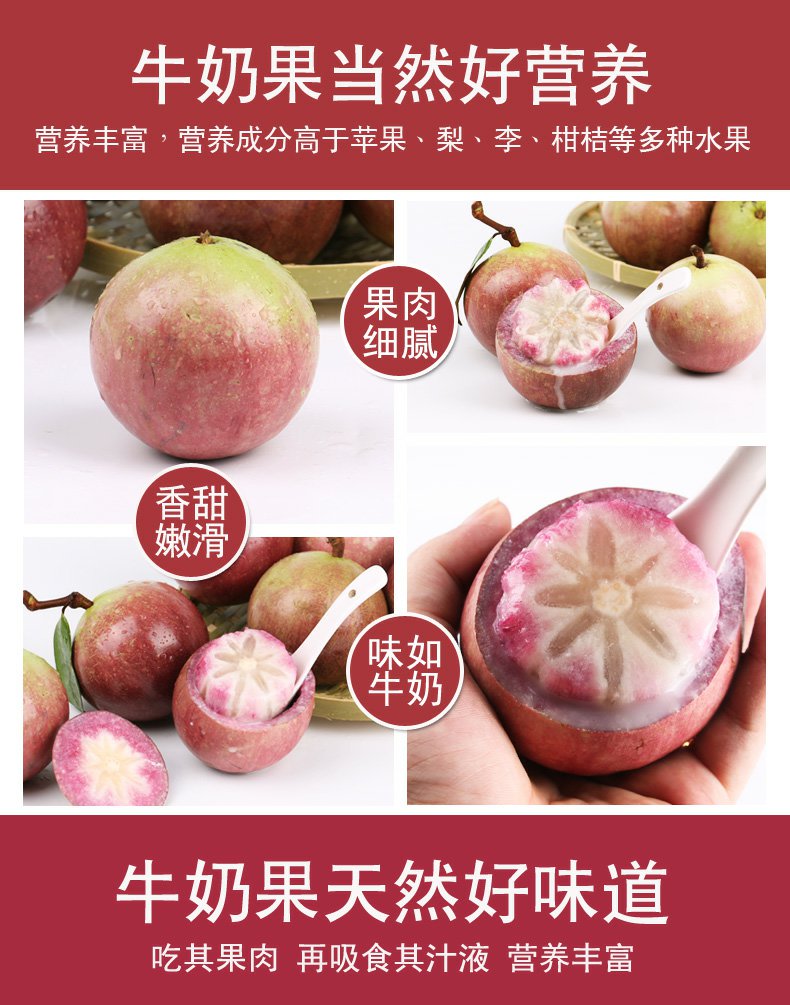 牛奶果当然好营养
营养丰富，营养成分高于苹果、梨、李、柑桔等多种水果
果肉
细腻
香甜
嫩滑
味如
牛奶
牛奶果天然好味道
吃其果肉 再吸食其汁液 营养丰富